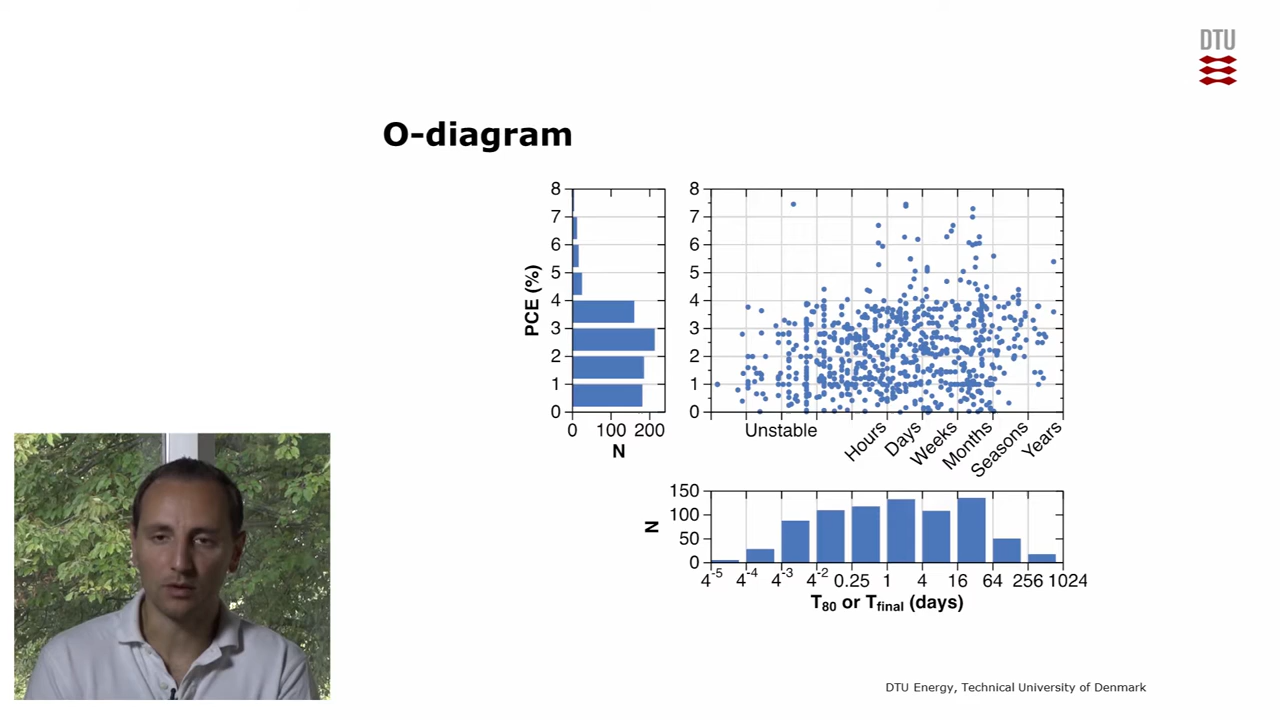 DTU
O-diagram
8
7
6
5
4
3
2
1
0
PCE (%)
0 100 200
N
8
7
6
5
4
3
2
1
0
Unstable Hours Days Weeks Months Seasons Years
150
100
50
0
N
4-5 4-4 4-3 4-2 0.25 1 4 16 64 256 1024
T80 or Tfinal (days)
DTU Energy, Technical University of Denmark